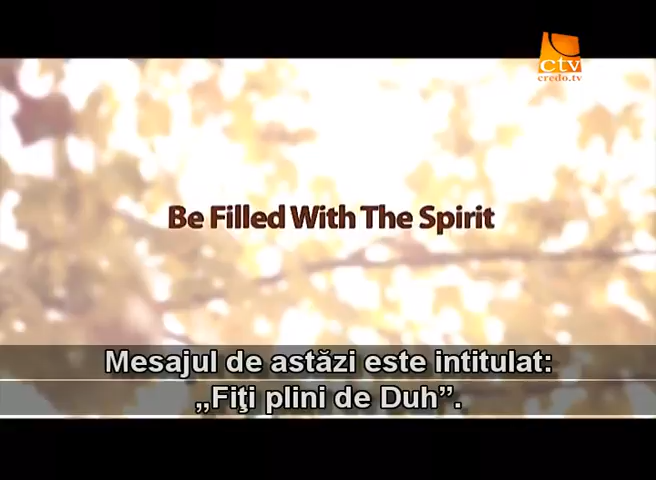 ctv
credo.tv
Be Filled With The Spirit
Mesajul de astăzi este intitulat:
„Fiţi plini de Duh”.